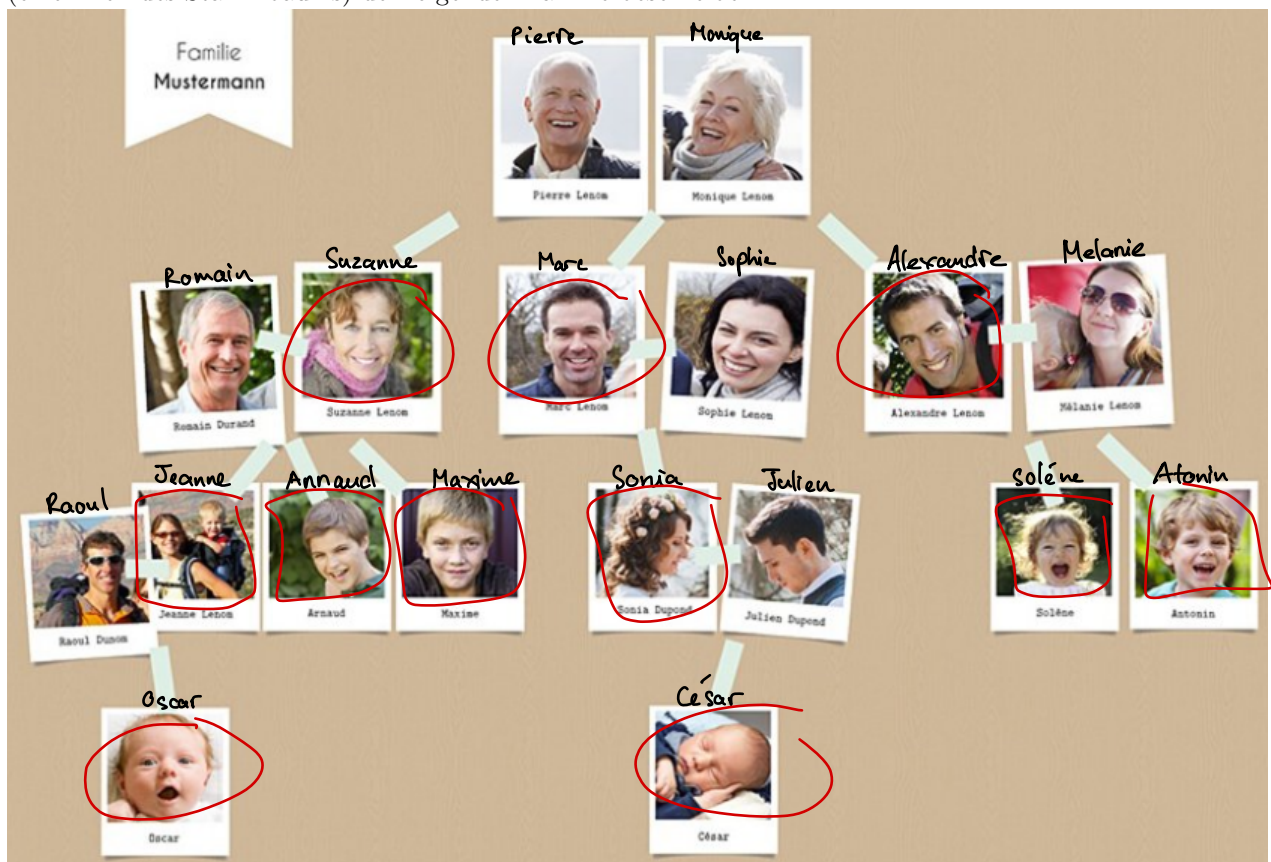 Familie
Mustermann
Pierre
Monique
Pierre Lenom
Monique Lenom
Romain
Suzanne
Marc
Sophie
Alexandre
Melanie
Romain Durand
Suzanne Lenom
Marc Lenom
Sophie Lenom
Alexandre Lenom
Mélanie Lenom
Raoul
Jeanne
Annaud
Maxime
Sonia
Julien
Soléne
Atonin
Raoul Dunom
Jeanne Lenom
Arnaud
Maxime
Sonia Dupond
Julien Dupond
Solène
Antonin
Oscar
César
Oscar
César